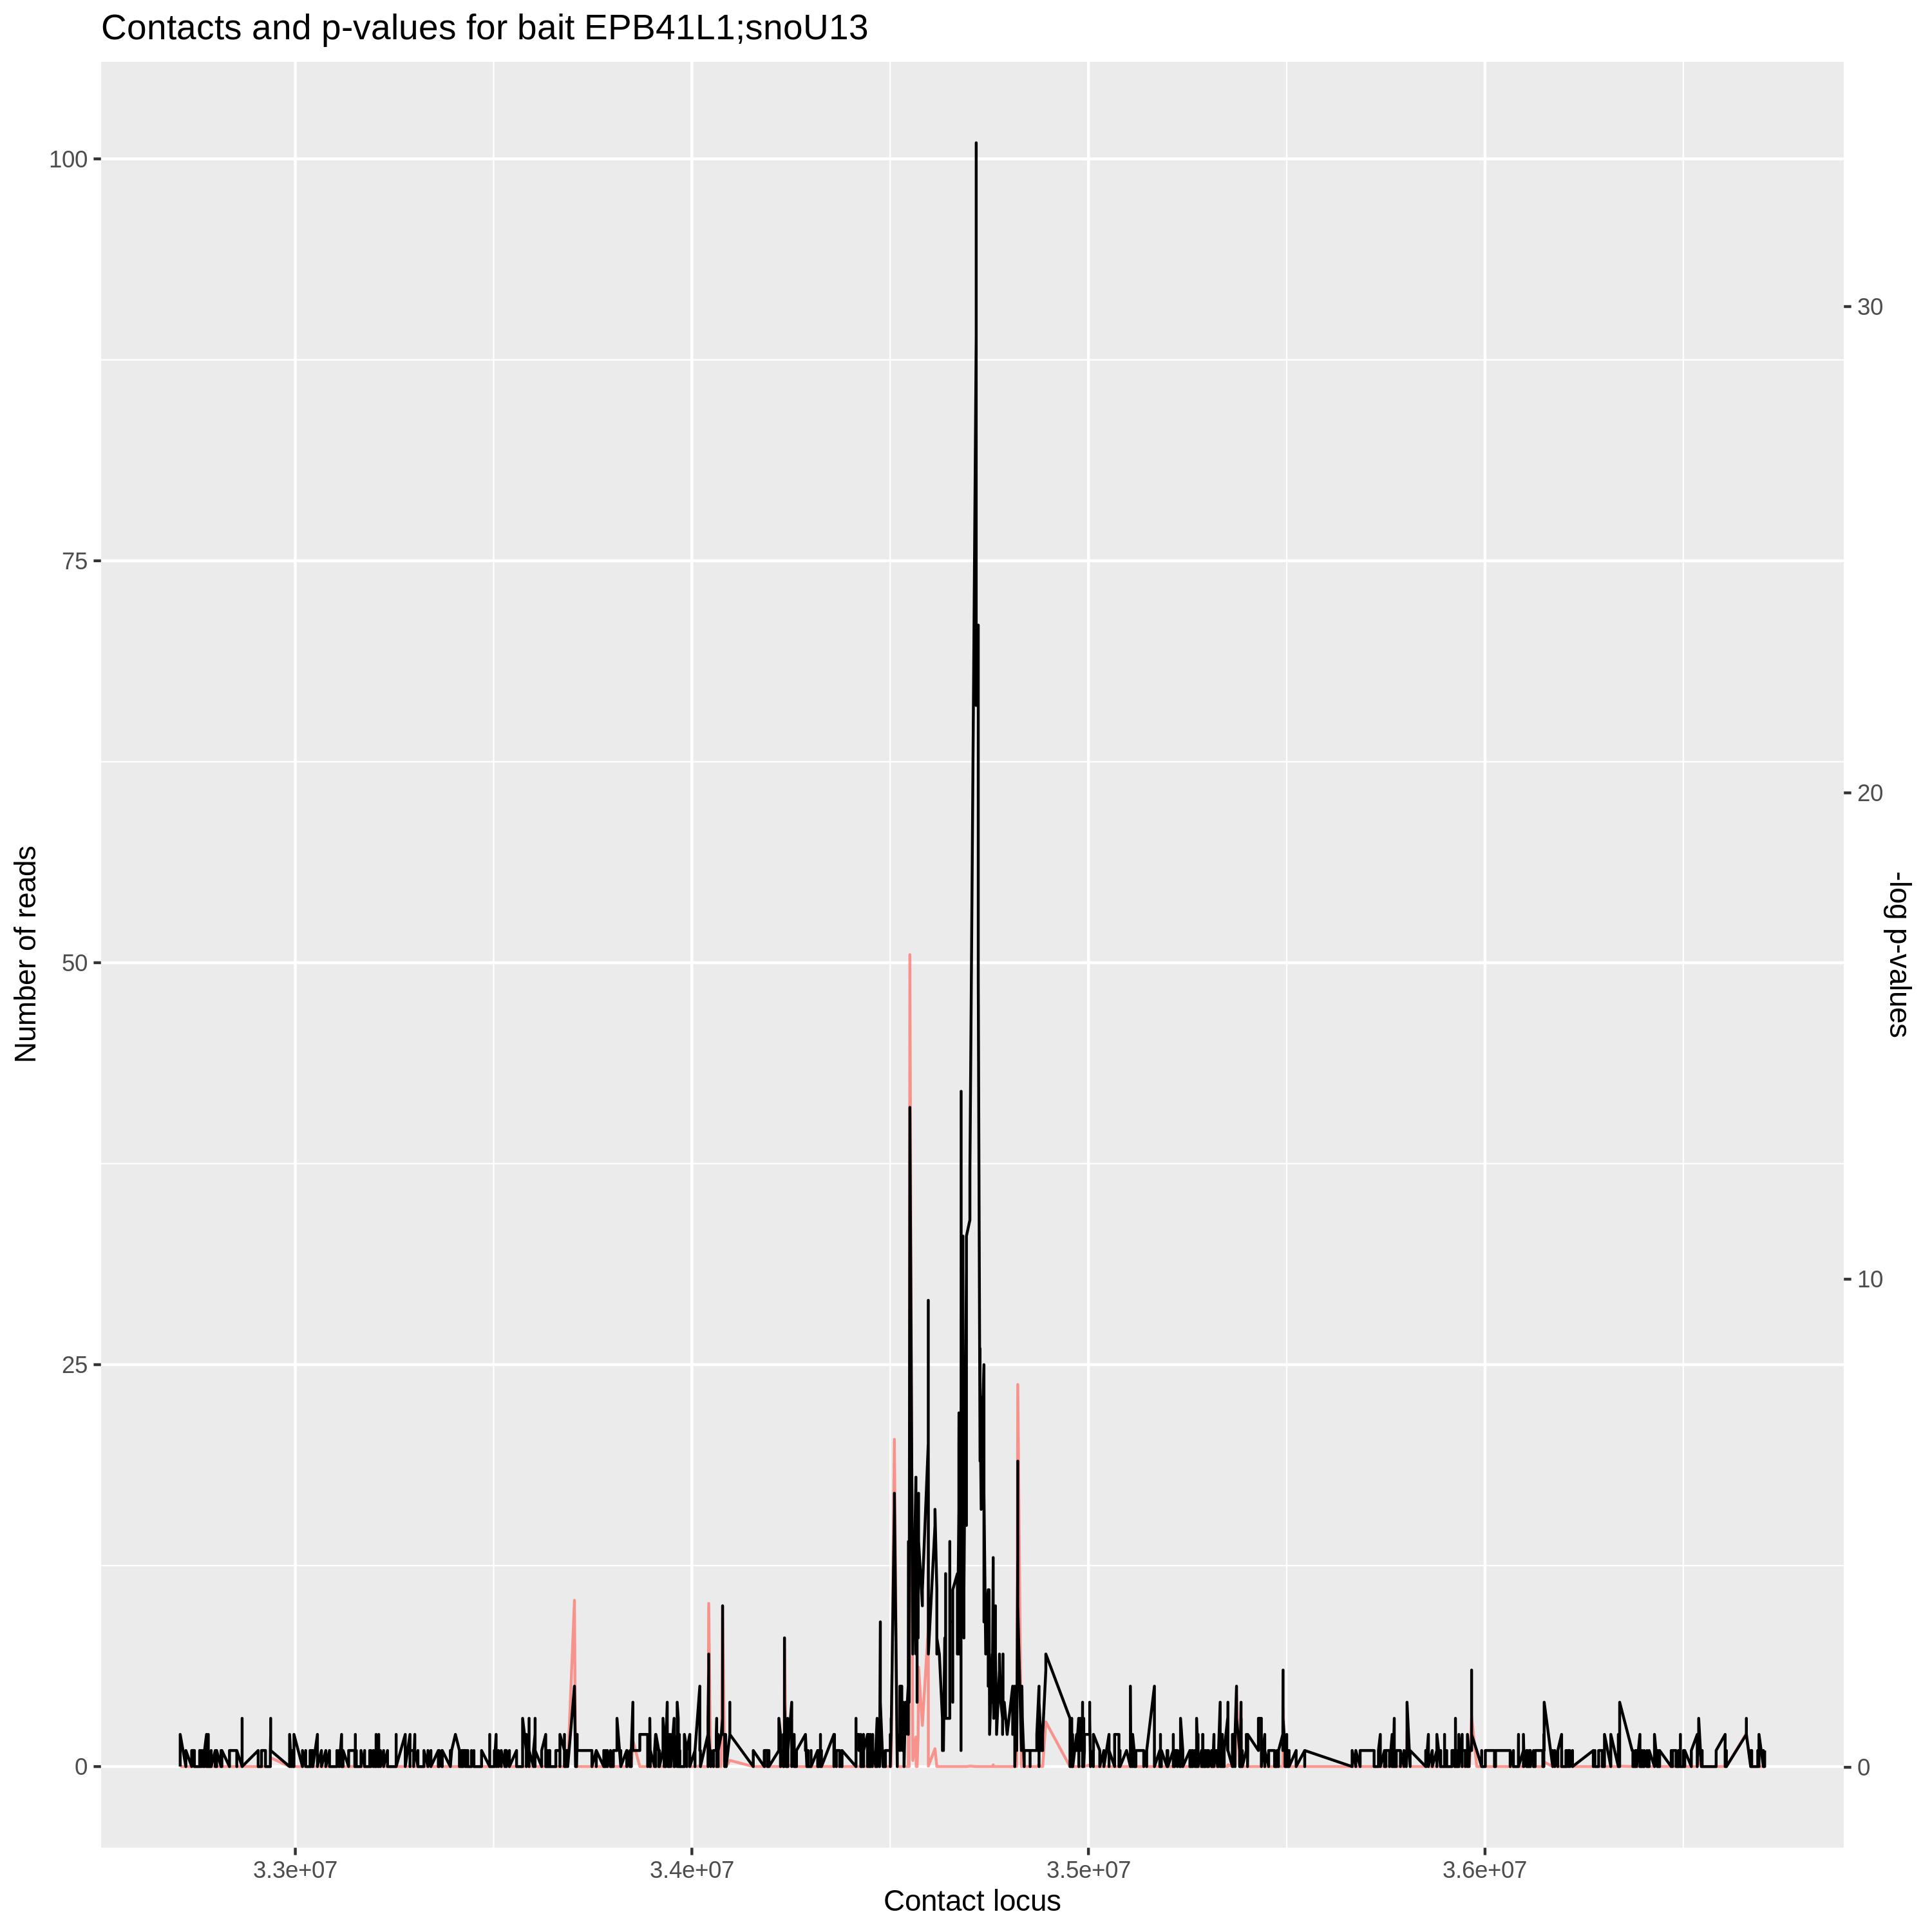 Contacts and p-values for bait EPB41L1;snoU13
100
75
50
25
0
Number of reads
30
20
10
0
-log p-values
3.3e+07
3.4e+07
3.5e+07
3.6e+07
Contact locus